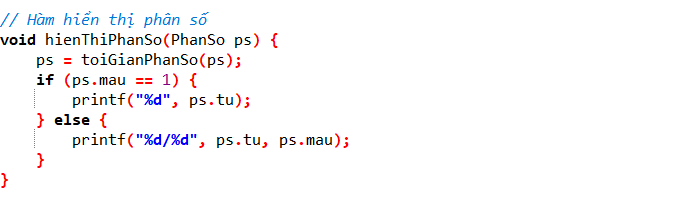 // Hàm hiển thị phân số
void hienThiPhanSo(PhanSo ps) {
    ps = toiGianPhanSo(ps);
    if (ps.mau == 1) {
        printf("%d", ps.tu);
    } else {
        printf("%d/%d", ps.tu, ps.mau);
    }
}